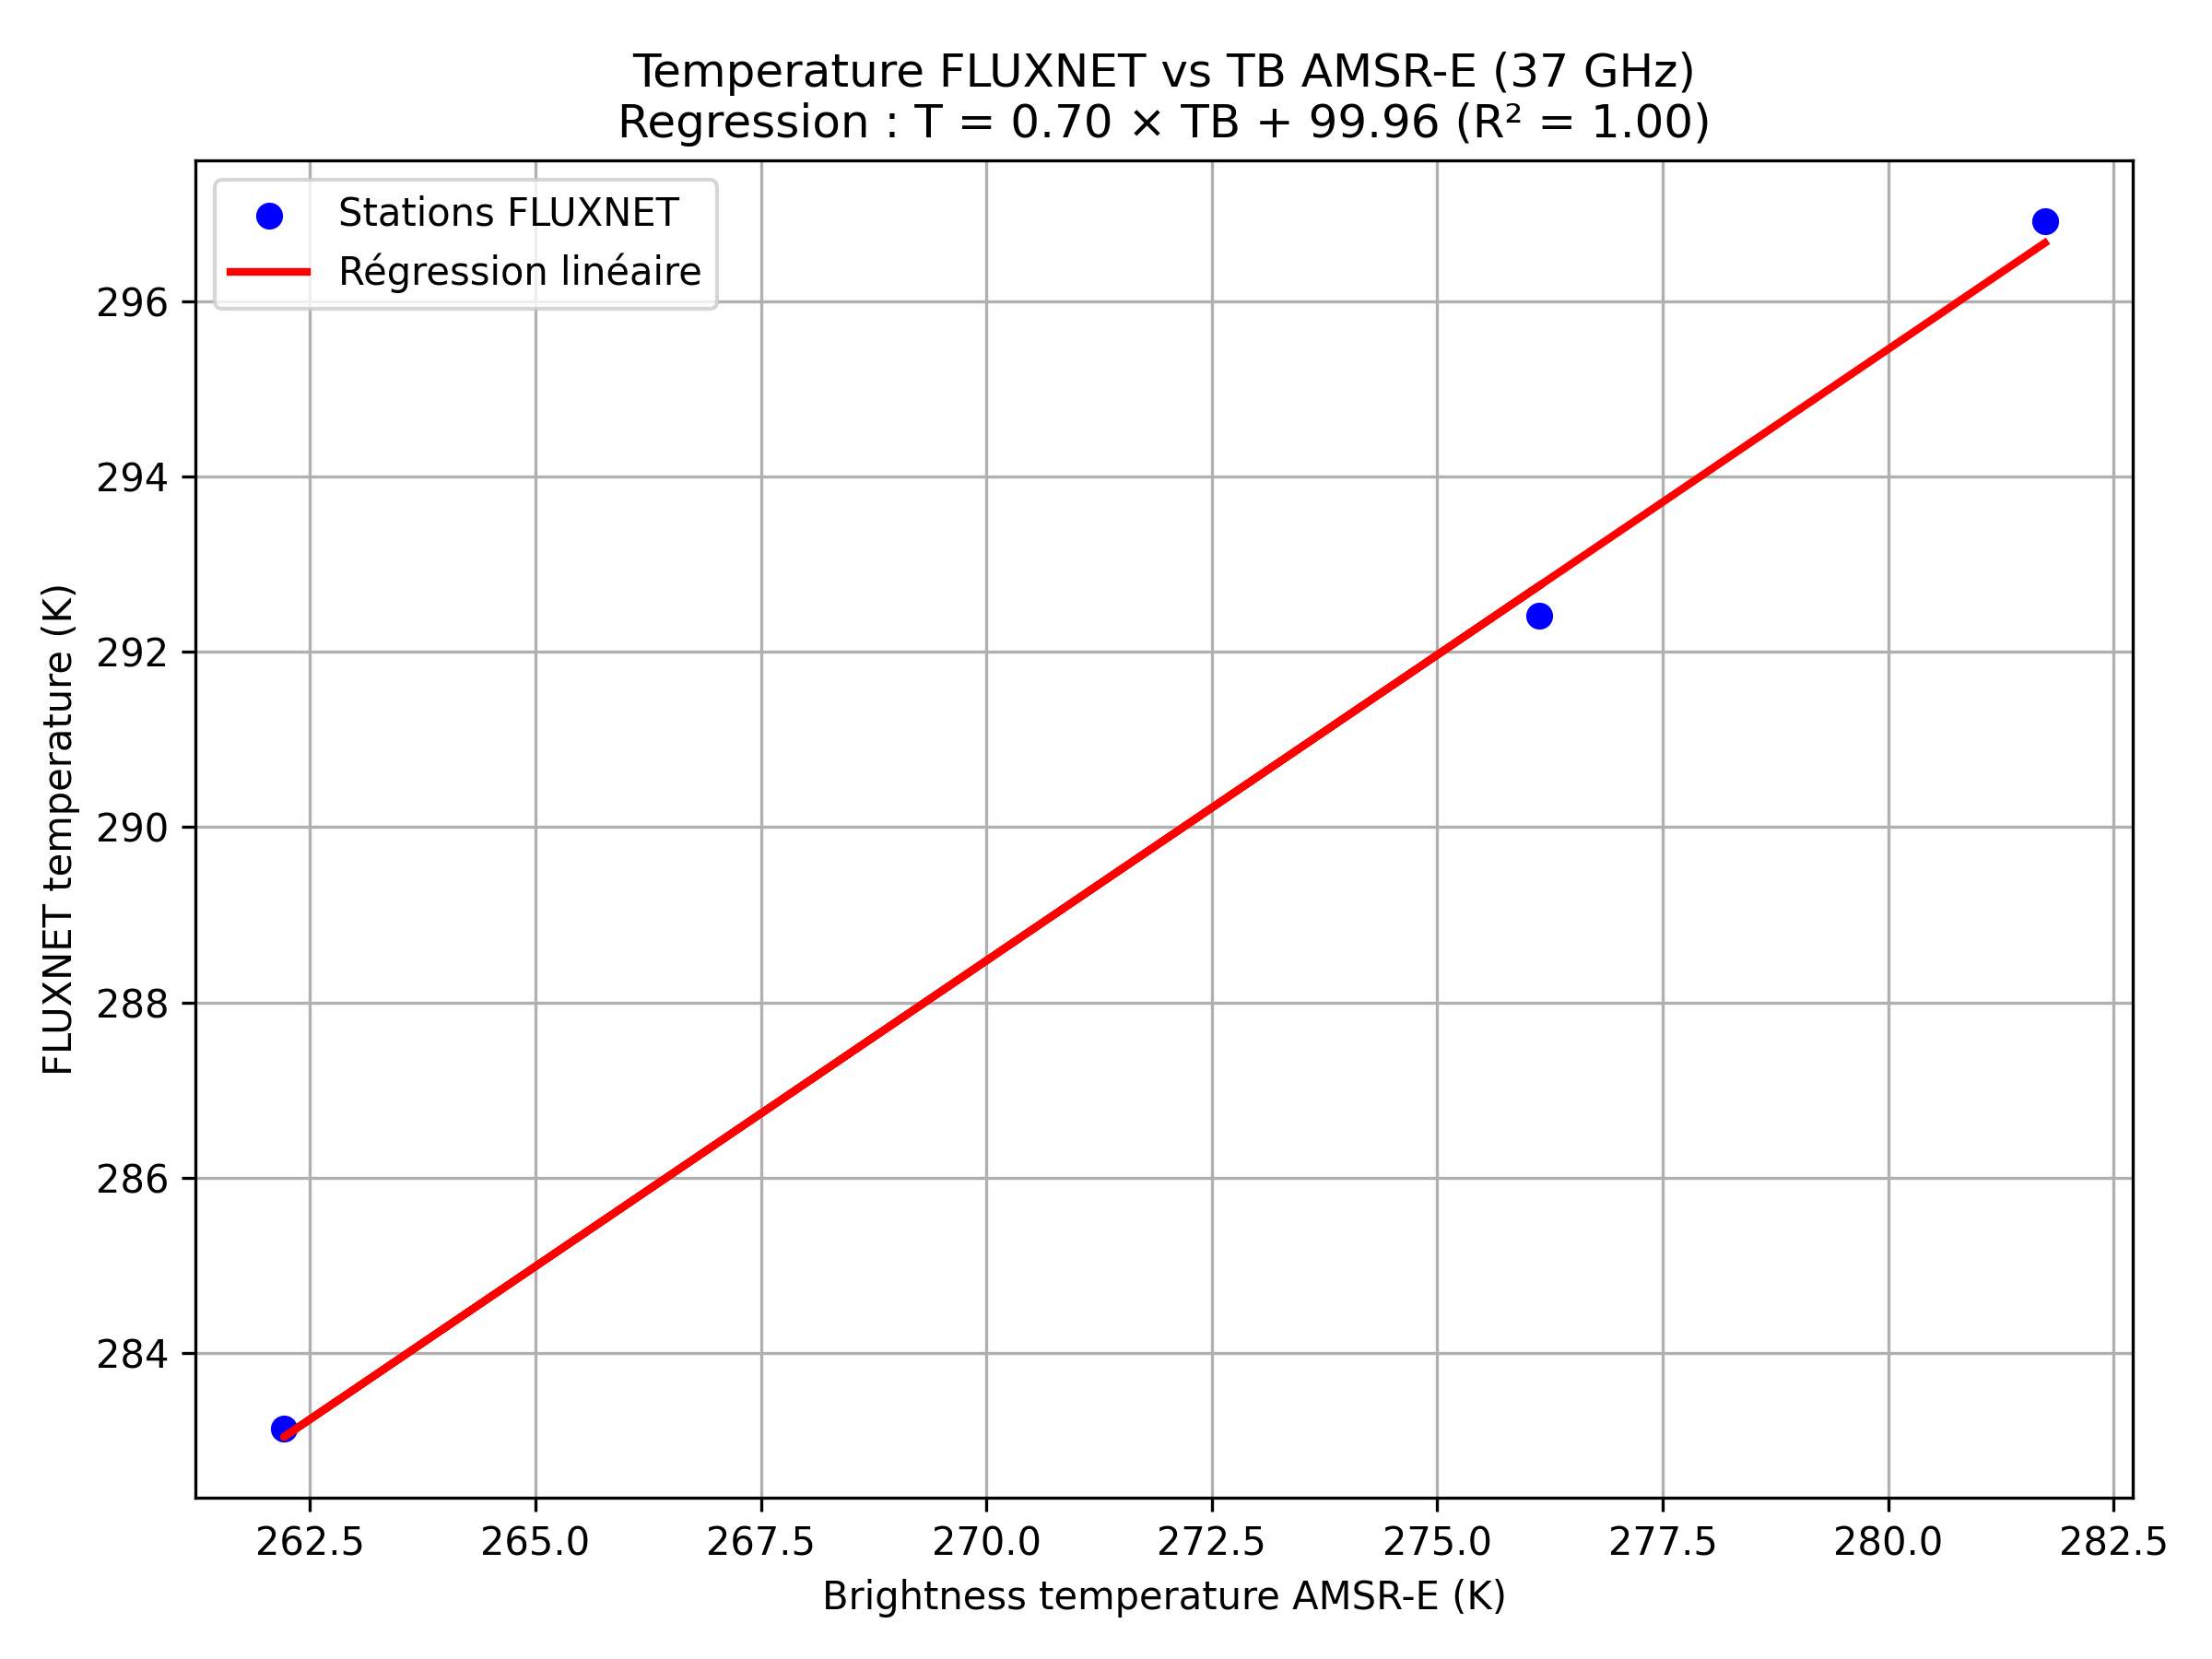 Temperature FLUXNET vs TB AMSR-E (37 GHz)
Regression : T = 0.70 × TB + 99.96 (R² = 1.00)
Stations FLUXNET
Régression linéaire
FLUXNET temperature (K)
296
294
292
290
288
286
284
262.5 265.0 267.5 270.0 272.5 275.0 277.5 280.0 282.5
Brightness temperature AMSR-E (K)